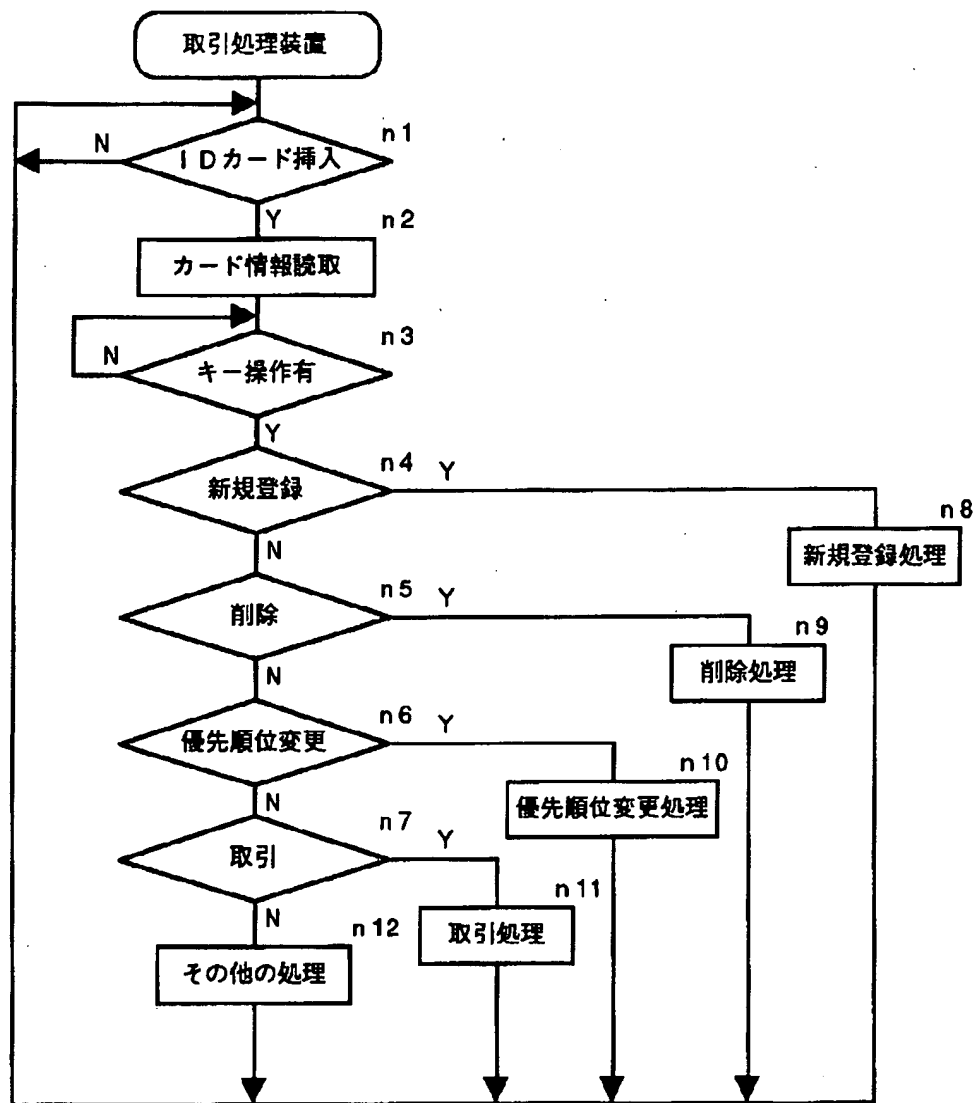 取引処理装置
n1
N
IDカード挿入
Y
n2
カード情報読取
n3
N
キー操作有
Y
n4
Y
新規登録
n8
新規登録処理
N
n5
Y
削除
n9
削除処理
N
n6
Y
優先順位変更
n10
優先順位変更処理
N
n7
Y
取引
n11
取引処理
N
n12
その他の処理